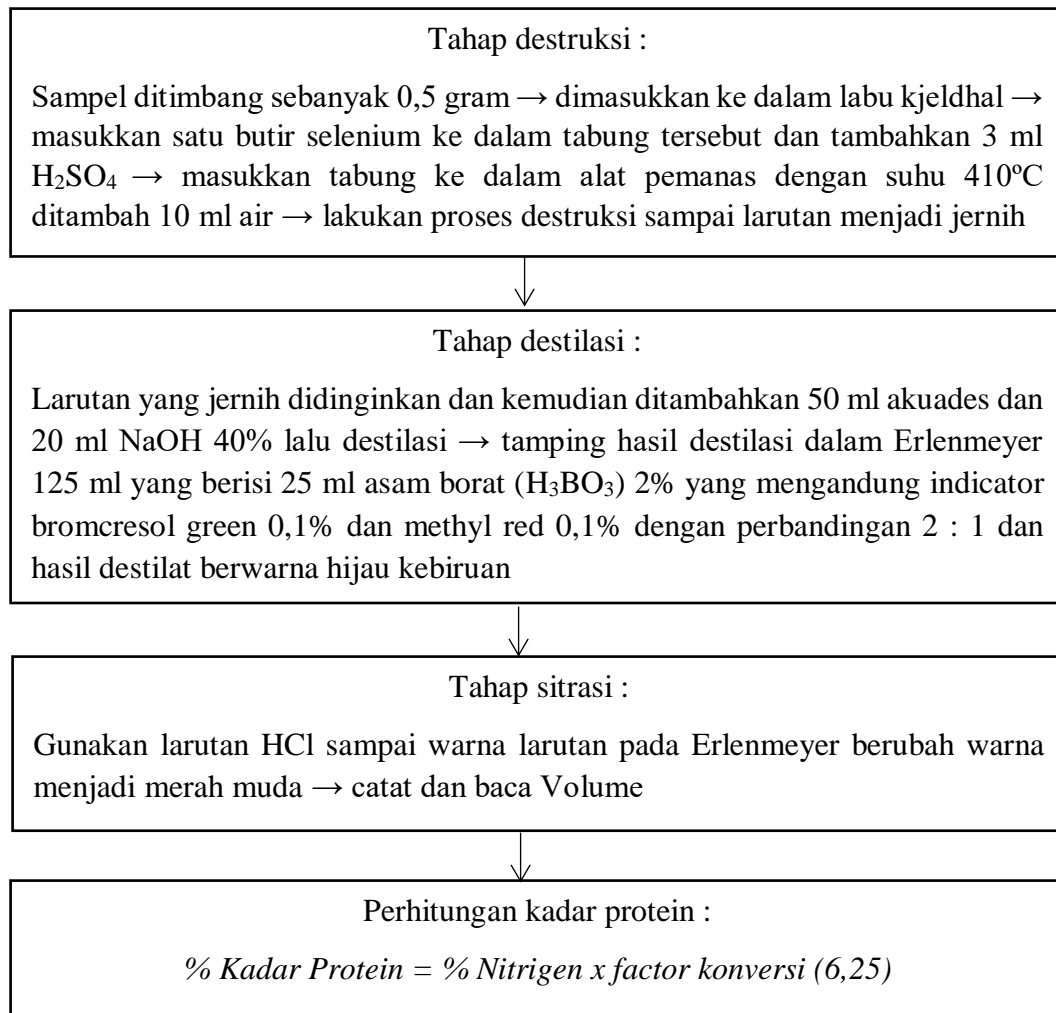 Tahap destruksi :
Sampel ditimbang sebanyak 0,5 gram → dimasukkan ke dalam labu kjeldhal →
masukkan satu butir selenium ke dalam tabung tersebut dan tambahkan 3 ml
H₂SO₄ → masukkan tabung ke dalam alat pemanas dengan suhu 410ºC
ditambah 10 ml air → lakukan proses destruksi sampai larutan menjadi jernih
Tahap destilasi :
Larutan yang jernih didinginkan dan kemudian ditambahkan 50 ml akuades dan
20 ml NaOH 40% lalu destilasi → tamping hasil destilasi dalam Erlenmeyer
125 ml yang berisi 25 ml asam borat (H₃BO₃) 2% yang mengandung indicator
bromcresol green 0,1% dan methyl red 0,1% dengan perbandingan 2 : 1 dan
hasil destilat berwarna hijau kebiruan
Tahap sitrasi :
Gunakan larutan HCl sampai warna larutan pada Erlenmeyer berubah warna
menjadi merah muda → catat dan baca Volume
Perhitungan kadar protein :
% Kadar Protein = % Nitrigen x factor konversi (6,25)